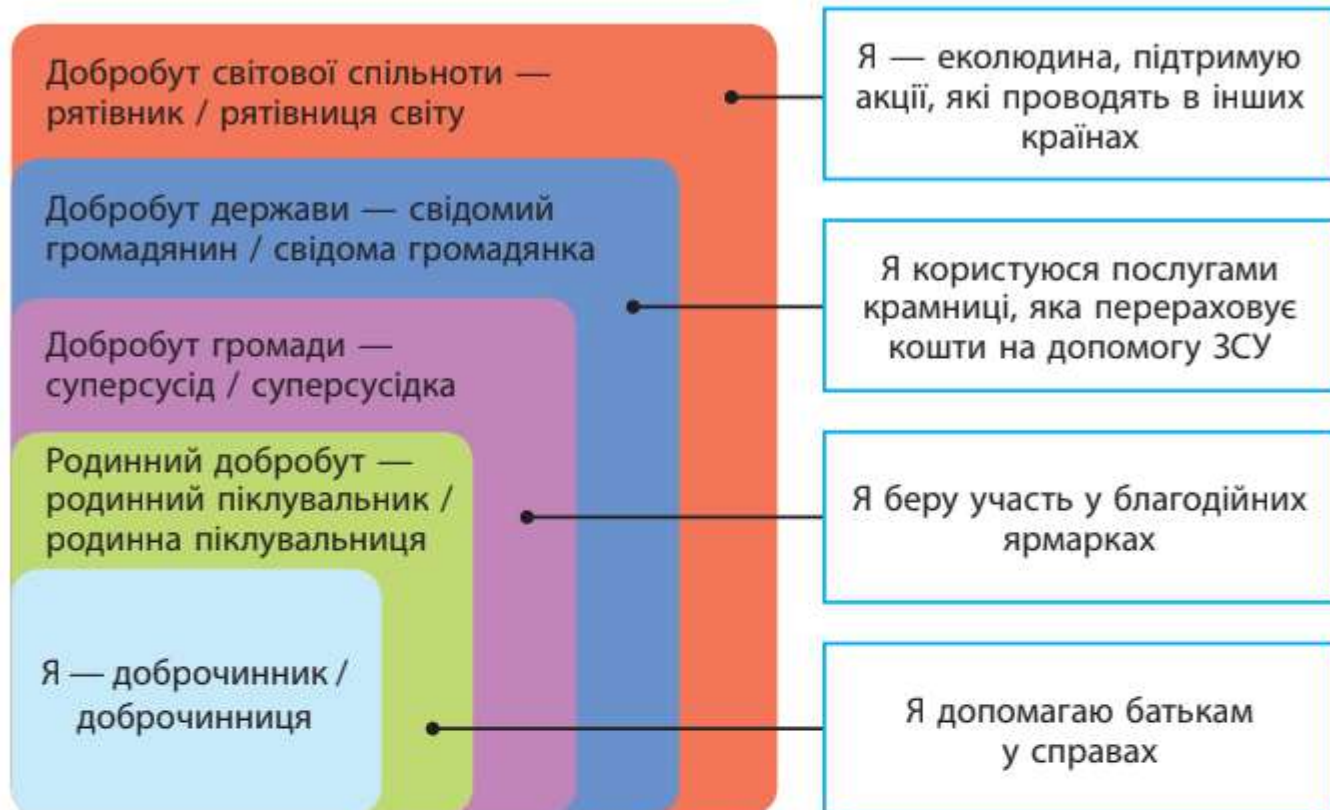 Добробут світової спільноти —
рятівник / рятівниця світу
Я — еколюдина, підтримую
акції, які проводять в інших
країнах
Добробут держави — свідомий
громадянин / свідома громадянка
Я користуюся послугами
крамниці, яка перераховує
кошти на допомогу ЗСУ
Добробут громади —
суперсусід / суперсусідка
Я беру участь у благодійних
ярмарках
Родинний добробут —
родинний піклувальник /
родинна піклувальниця
Я допомагаю батькам
у справах
Я — доброчинник /
доброчинниця